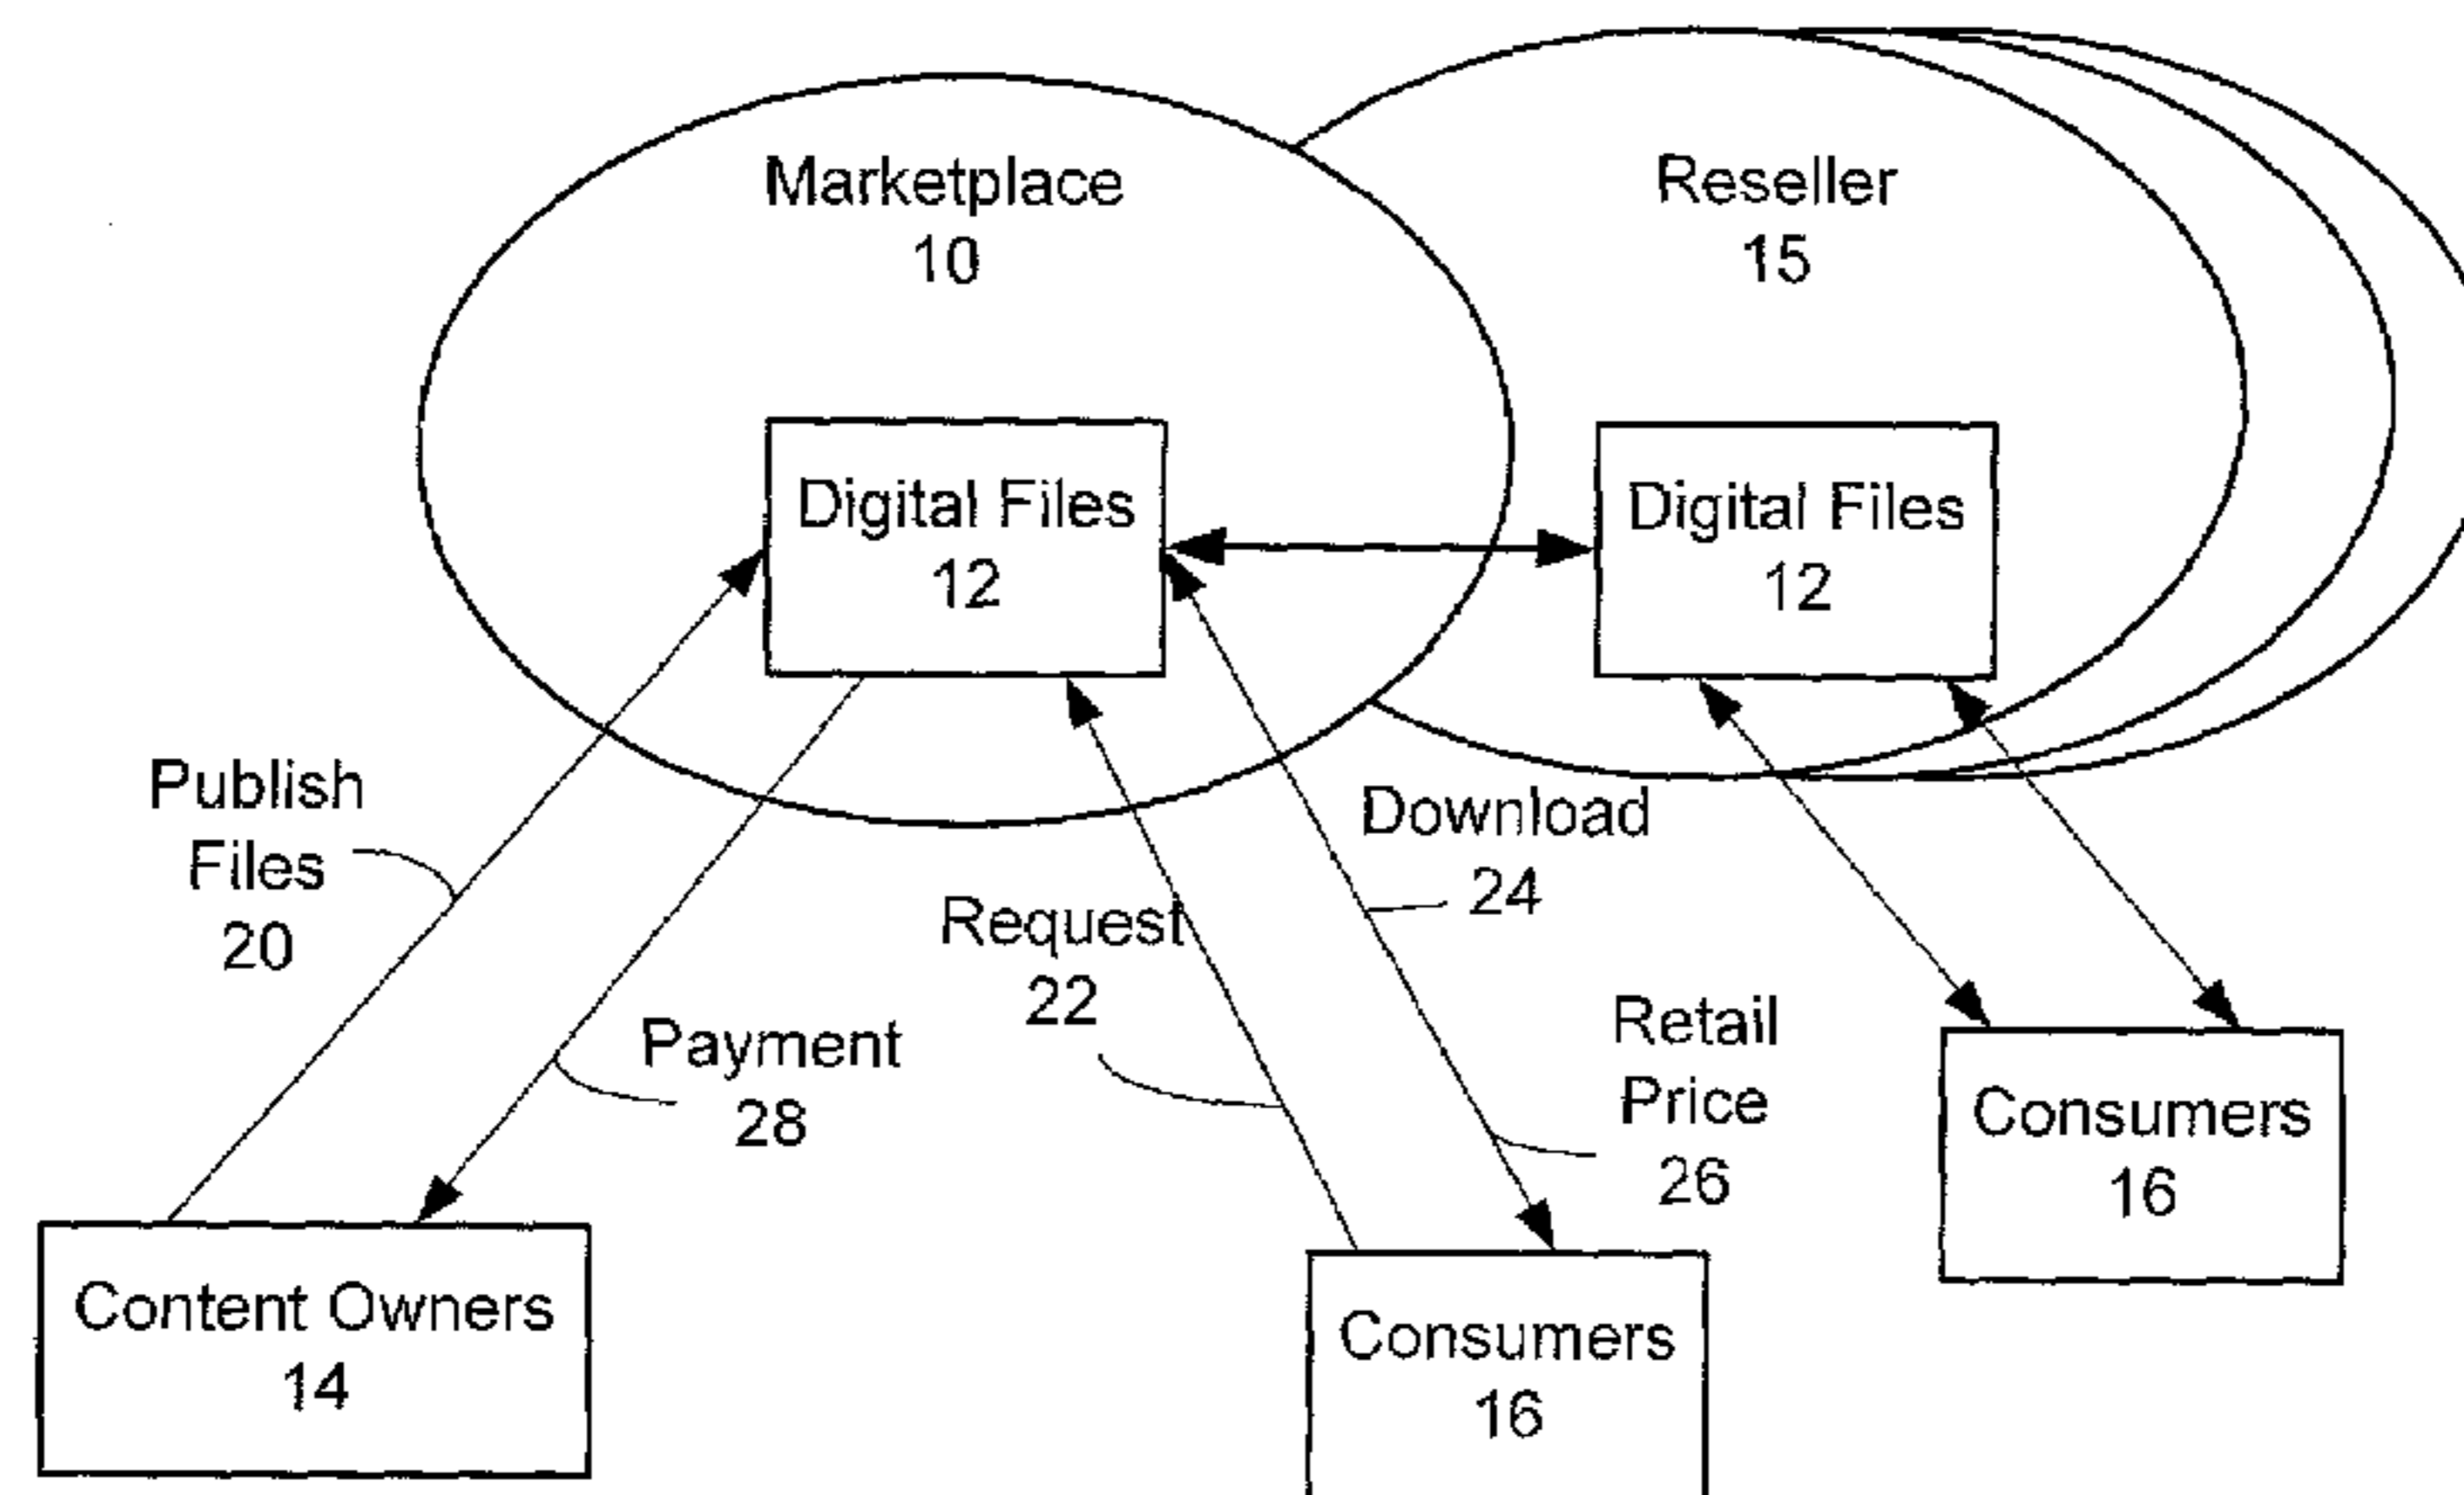 Marketplace
10
Reseller
15
Digital Files
12
Digital Files
12
Publish
Files
20
Download
24
Request
22
Payment
28
Retail
Price
26
Consumers
16
Content Owners
14
Consumers
16